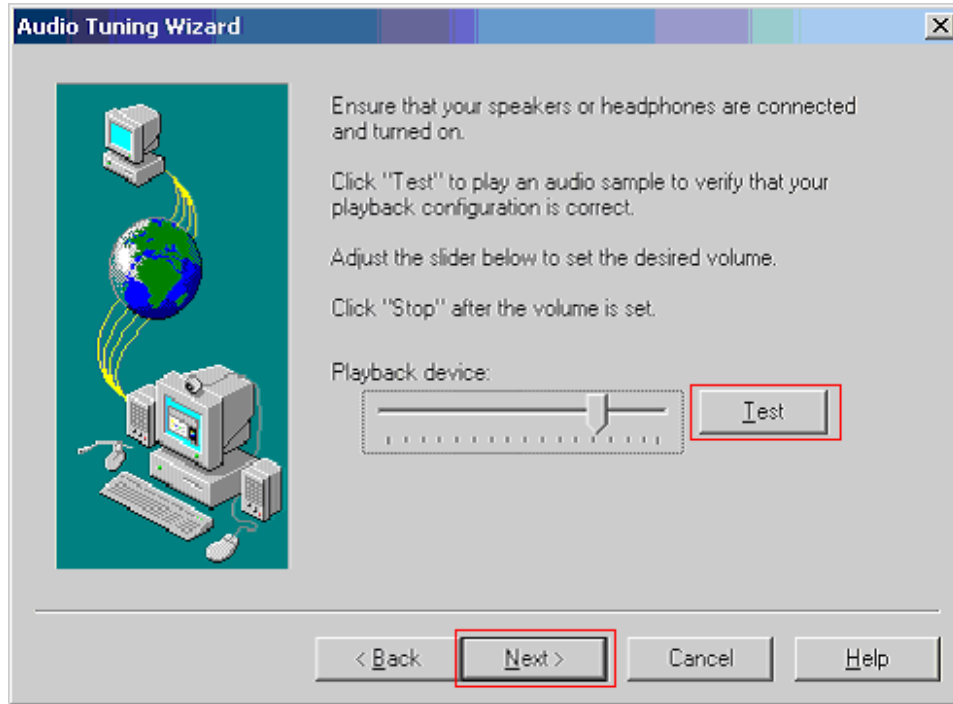 Audio Tuning Wizard
Ensure that your speakers or headphones are connected
and turned on.
Click "Test" to play an audio sample to verify that your
playback configuration is correct.
Adjust the slider below to set the desired volume.
Click "Stop" after the volume is set.
Playback device:
Test
< Back
Next >
Cancel
Help